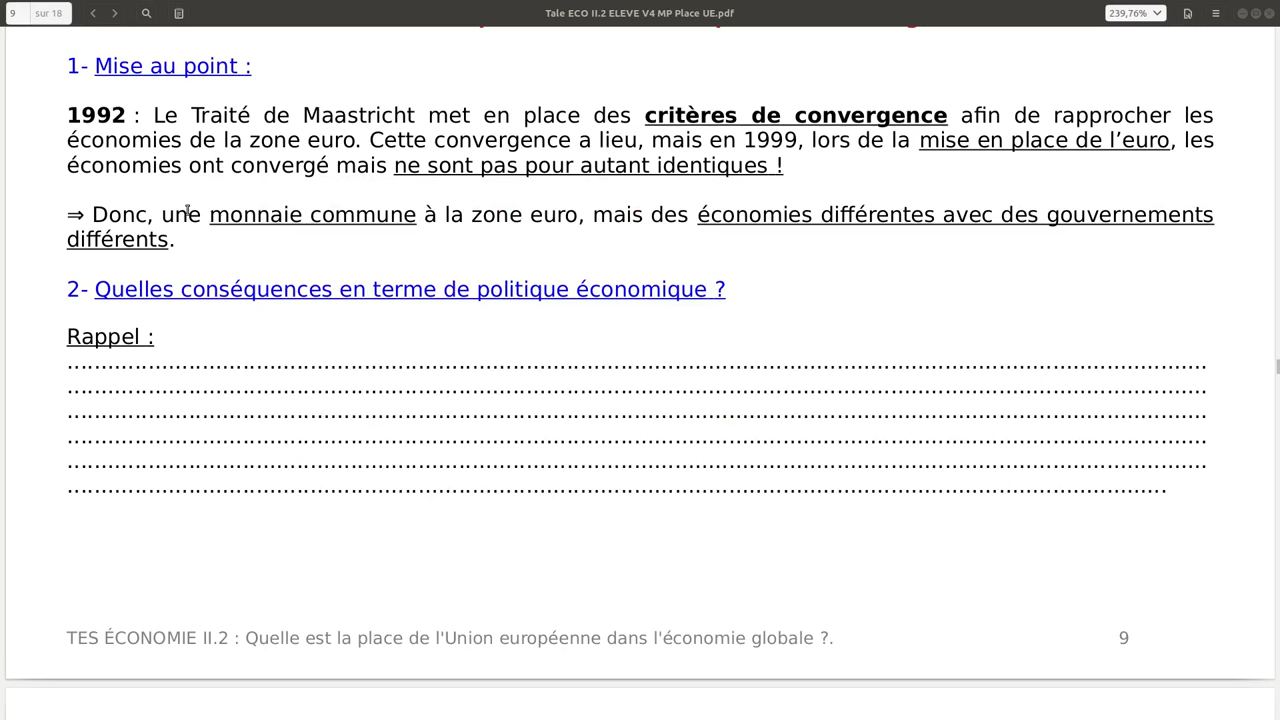 9 sur 18 Tale ECO II.2 ELEVE V4 MP Place UE.pdf 239,76%
1- Mise au point :
1992 : Le Traité de Maastricht met en place des critères de convergence afin de rapprocher les
économies de la zone euro. Cette convergence a lieu, mais en 1999, lors de la mise en place de l’euro, les
économies ont convergé mais ne sont pas pour autant identiques !
⇒ Donc, une monnaie commune à la zone euro, mais des économies différentes avec des gouvernements
différents.
2- Quelles conséquences en terme de politique économique ?
Rappel :
TES ÉCONOMIE II.2 : Quelle est la place de l'Union européenne dans l'économie globale ?. 9